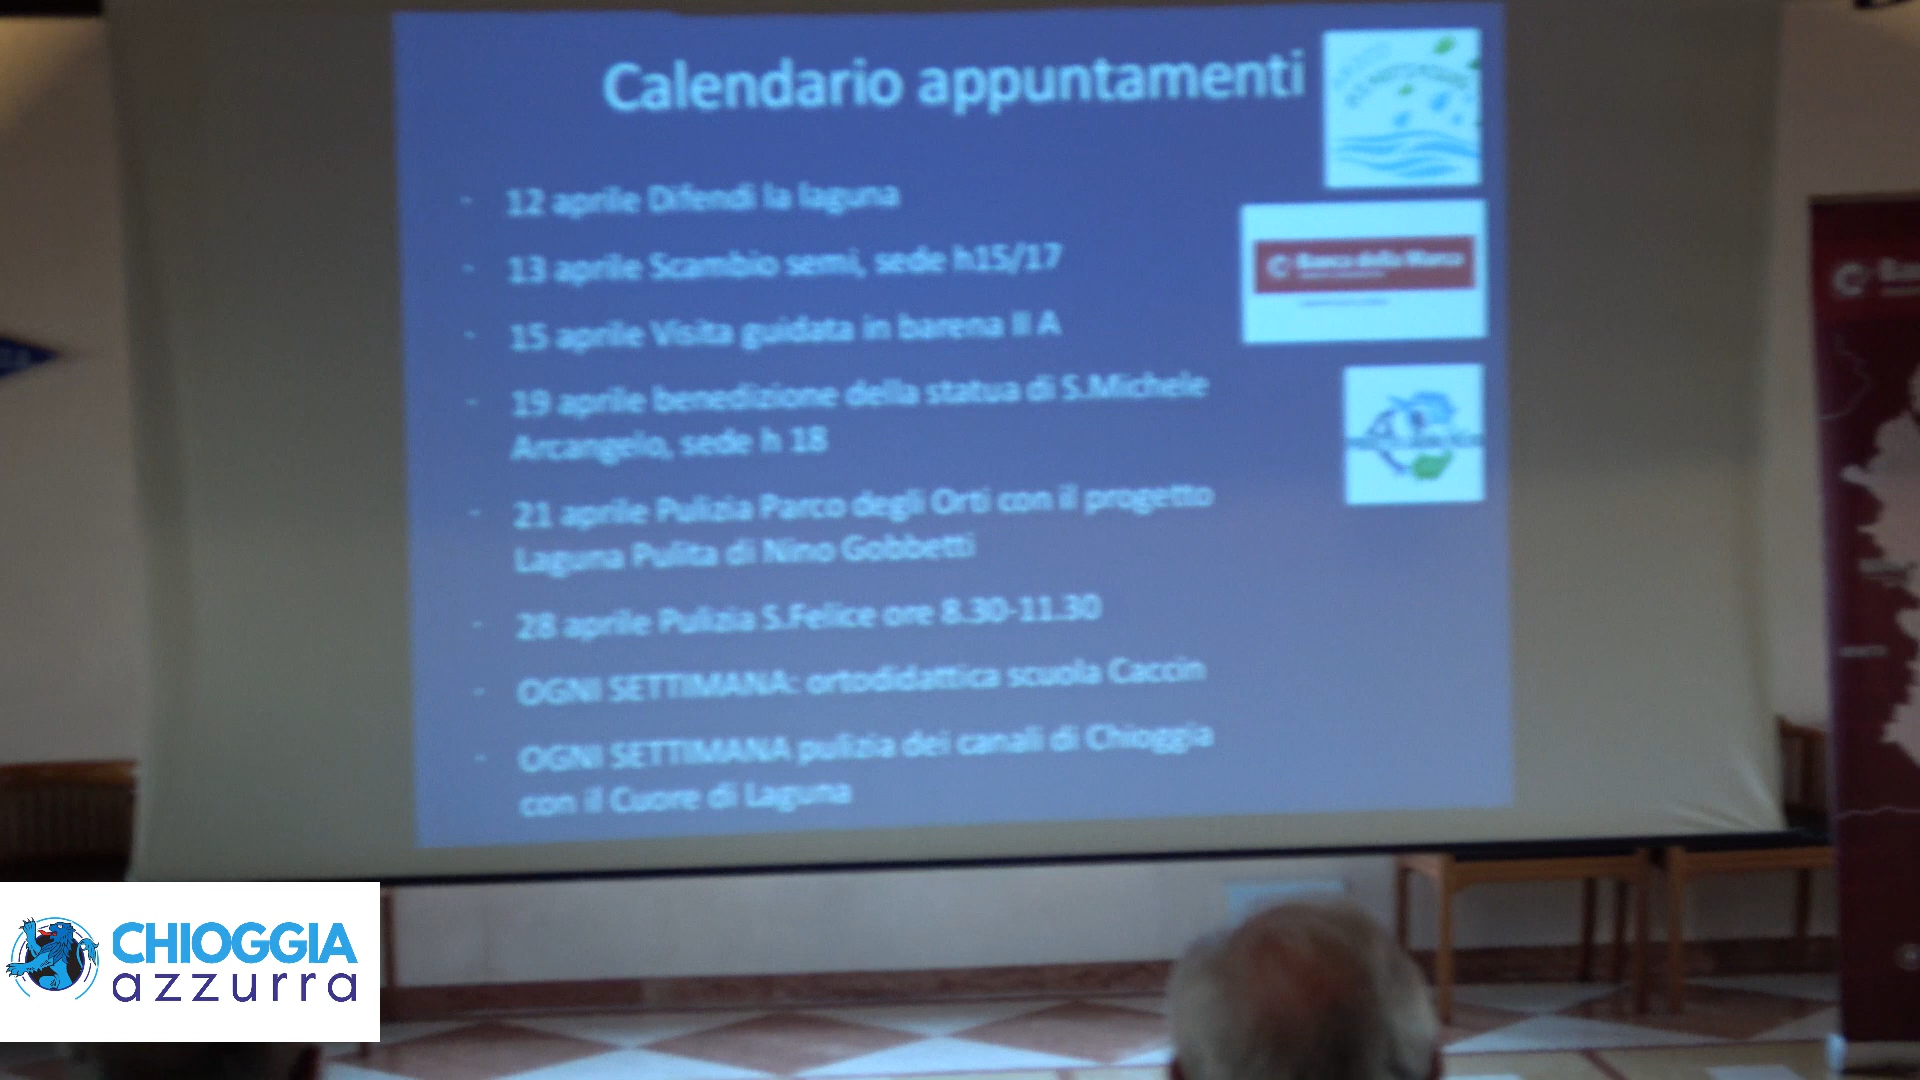 Calendario appuntamenti
- 12 aprile Difendi la laguna
- 13 aprile Scambio semi, sede h15/17
- 15 aprile Visita guidata in barena II A
- 19 aprile benedizione della statua di S.Michele
Arcangelo, sede h 18
- 21 aprile Pulizia Parco degli Orti con il progetto
Laguna Pulita di Nino Gobbetti
- 28 aprile Pulizia S.Felice ore 8.30-11.30
- OGNI SETTIMANA: ortodidattica scuola Caccin
- OGNI SETTIMANA pulizia dei canali di Chioggia
con il Cuore di Laguna
Banca della Marca
CHIOGGIA
azzurra